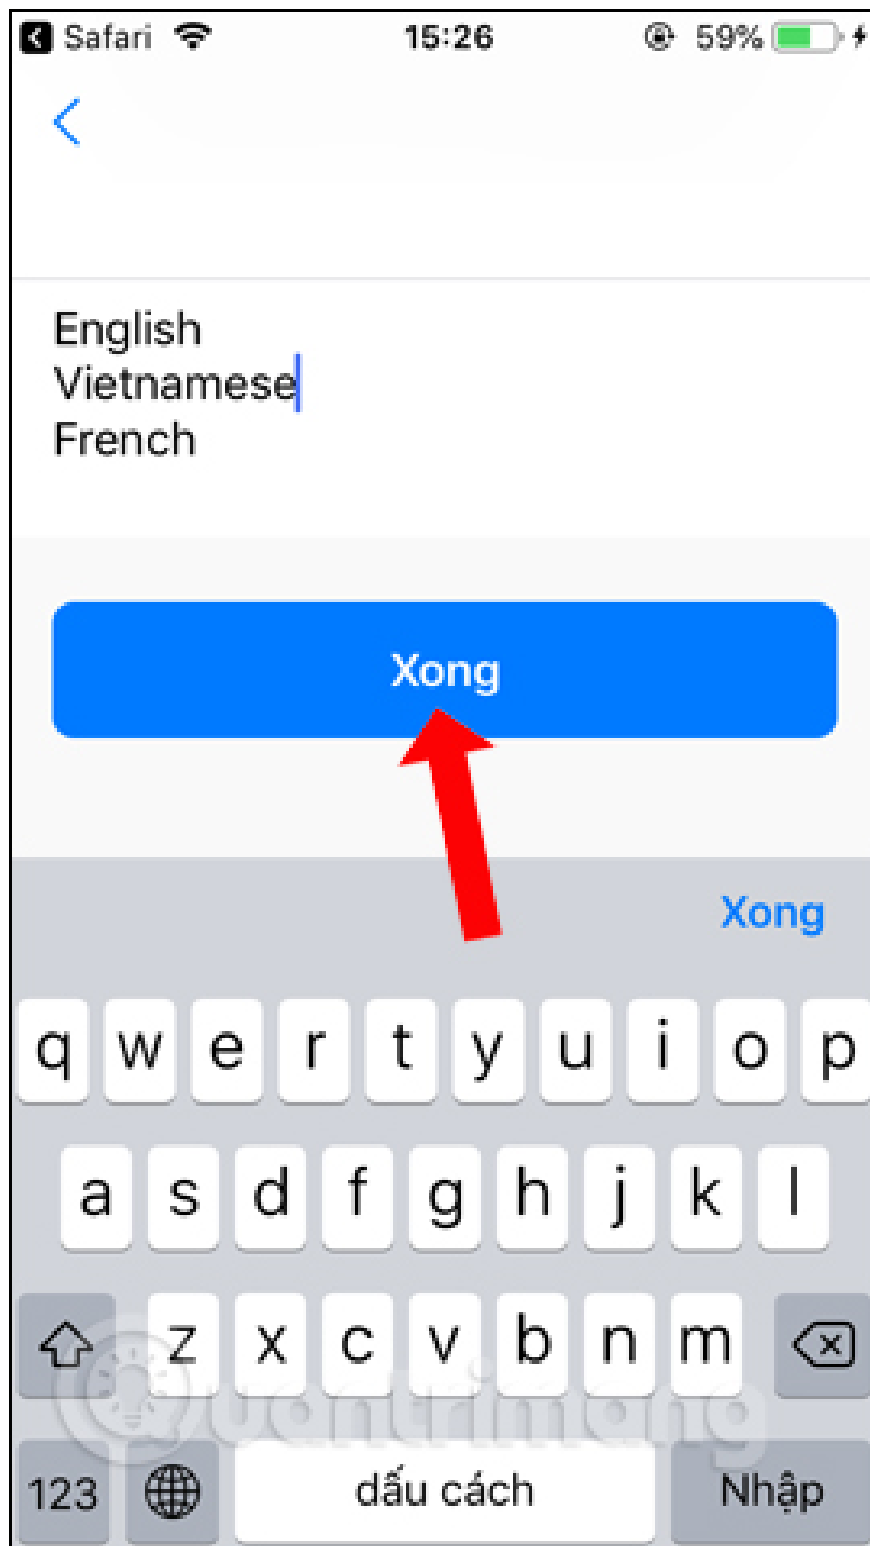 Safari 15:26 59%
English
Vietnamese
French
Xong
Xong
q w e r t y u i o p
a s d f g h j k l
z x c v b n m
Quantrimang
123 dấu cách Nhập